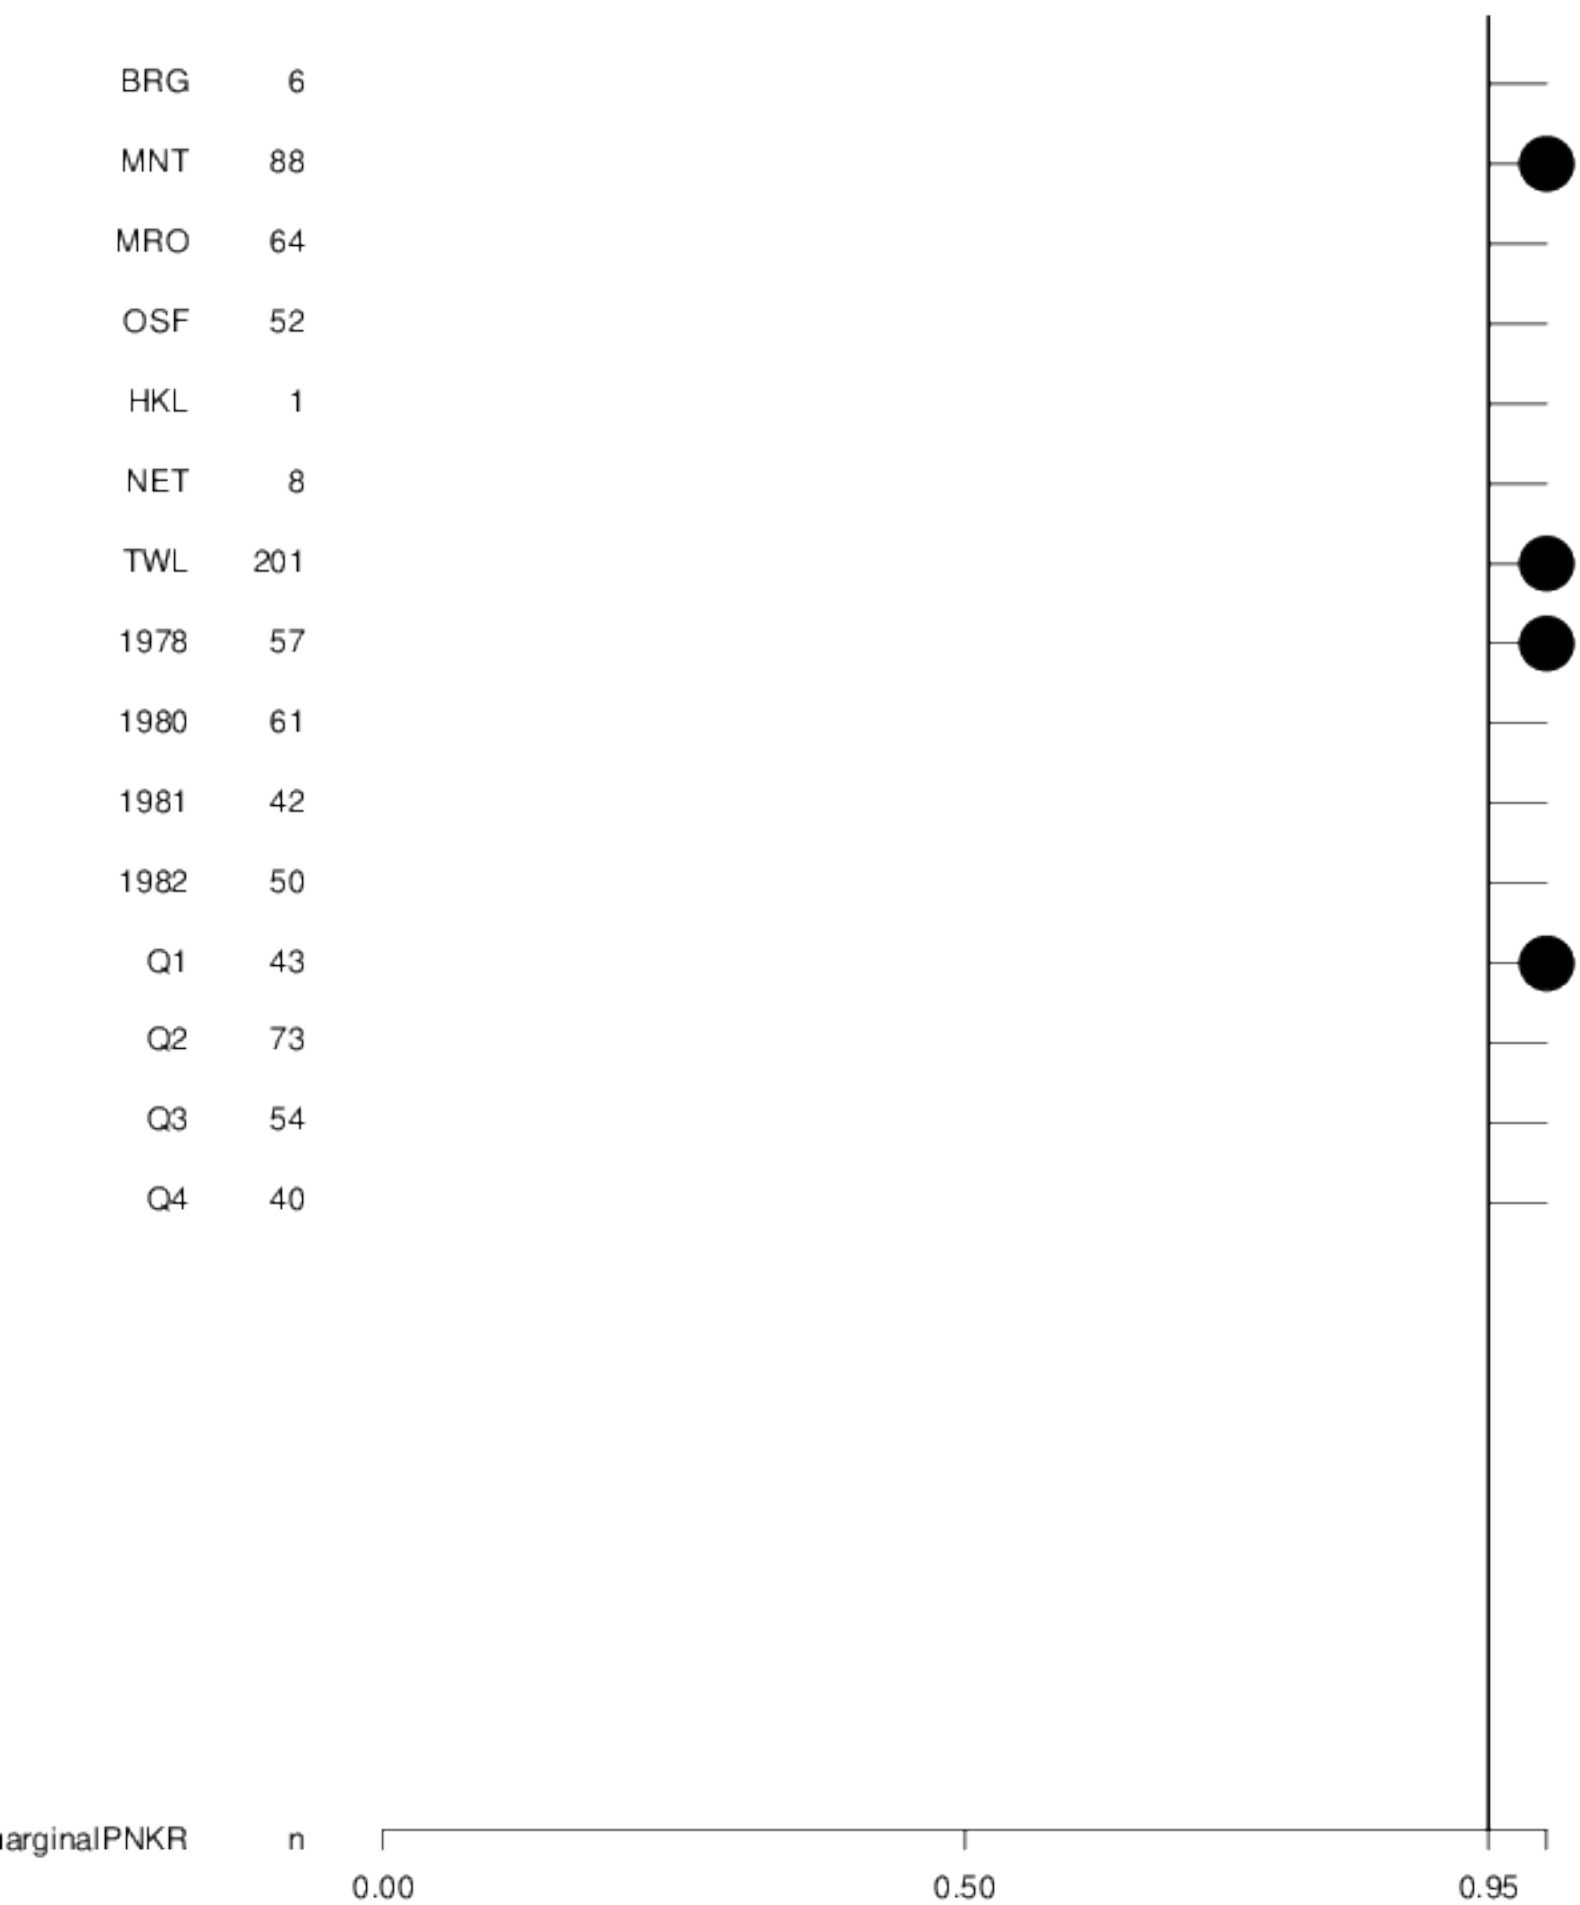 BRG 6
MNT 88
MRO 64
OSF 52
HKL 1
NET 8
TWL 201
1978 57
1980 61
1981 42
1982 50
Q1 43
Q2 73
Q3 54
Q4 40
arginalPNKR n
0.00 0.50 0.95